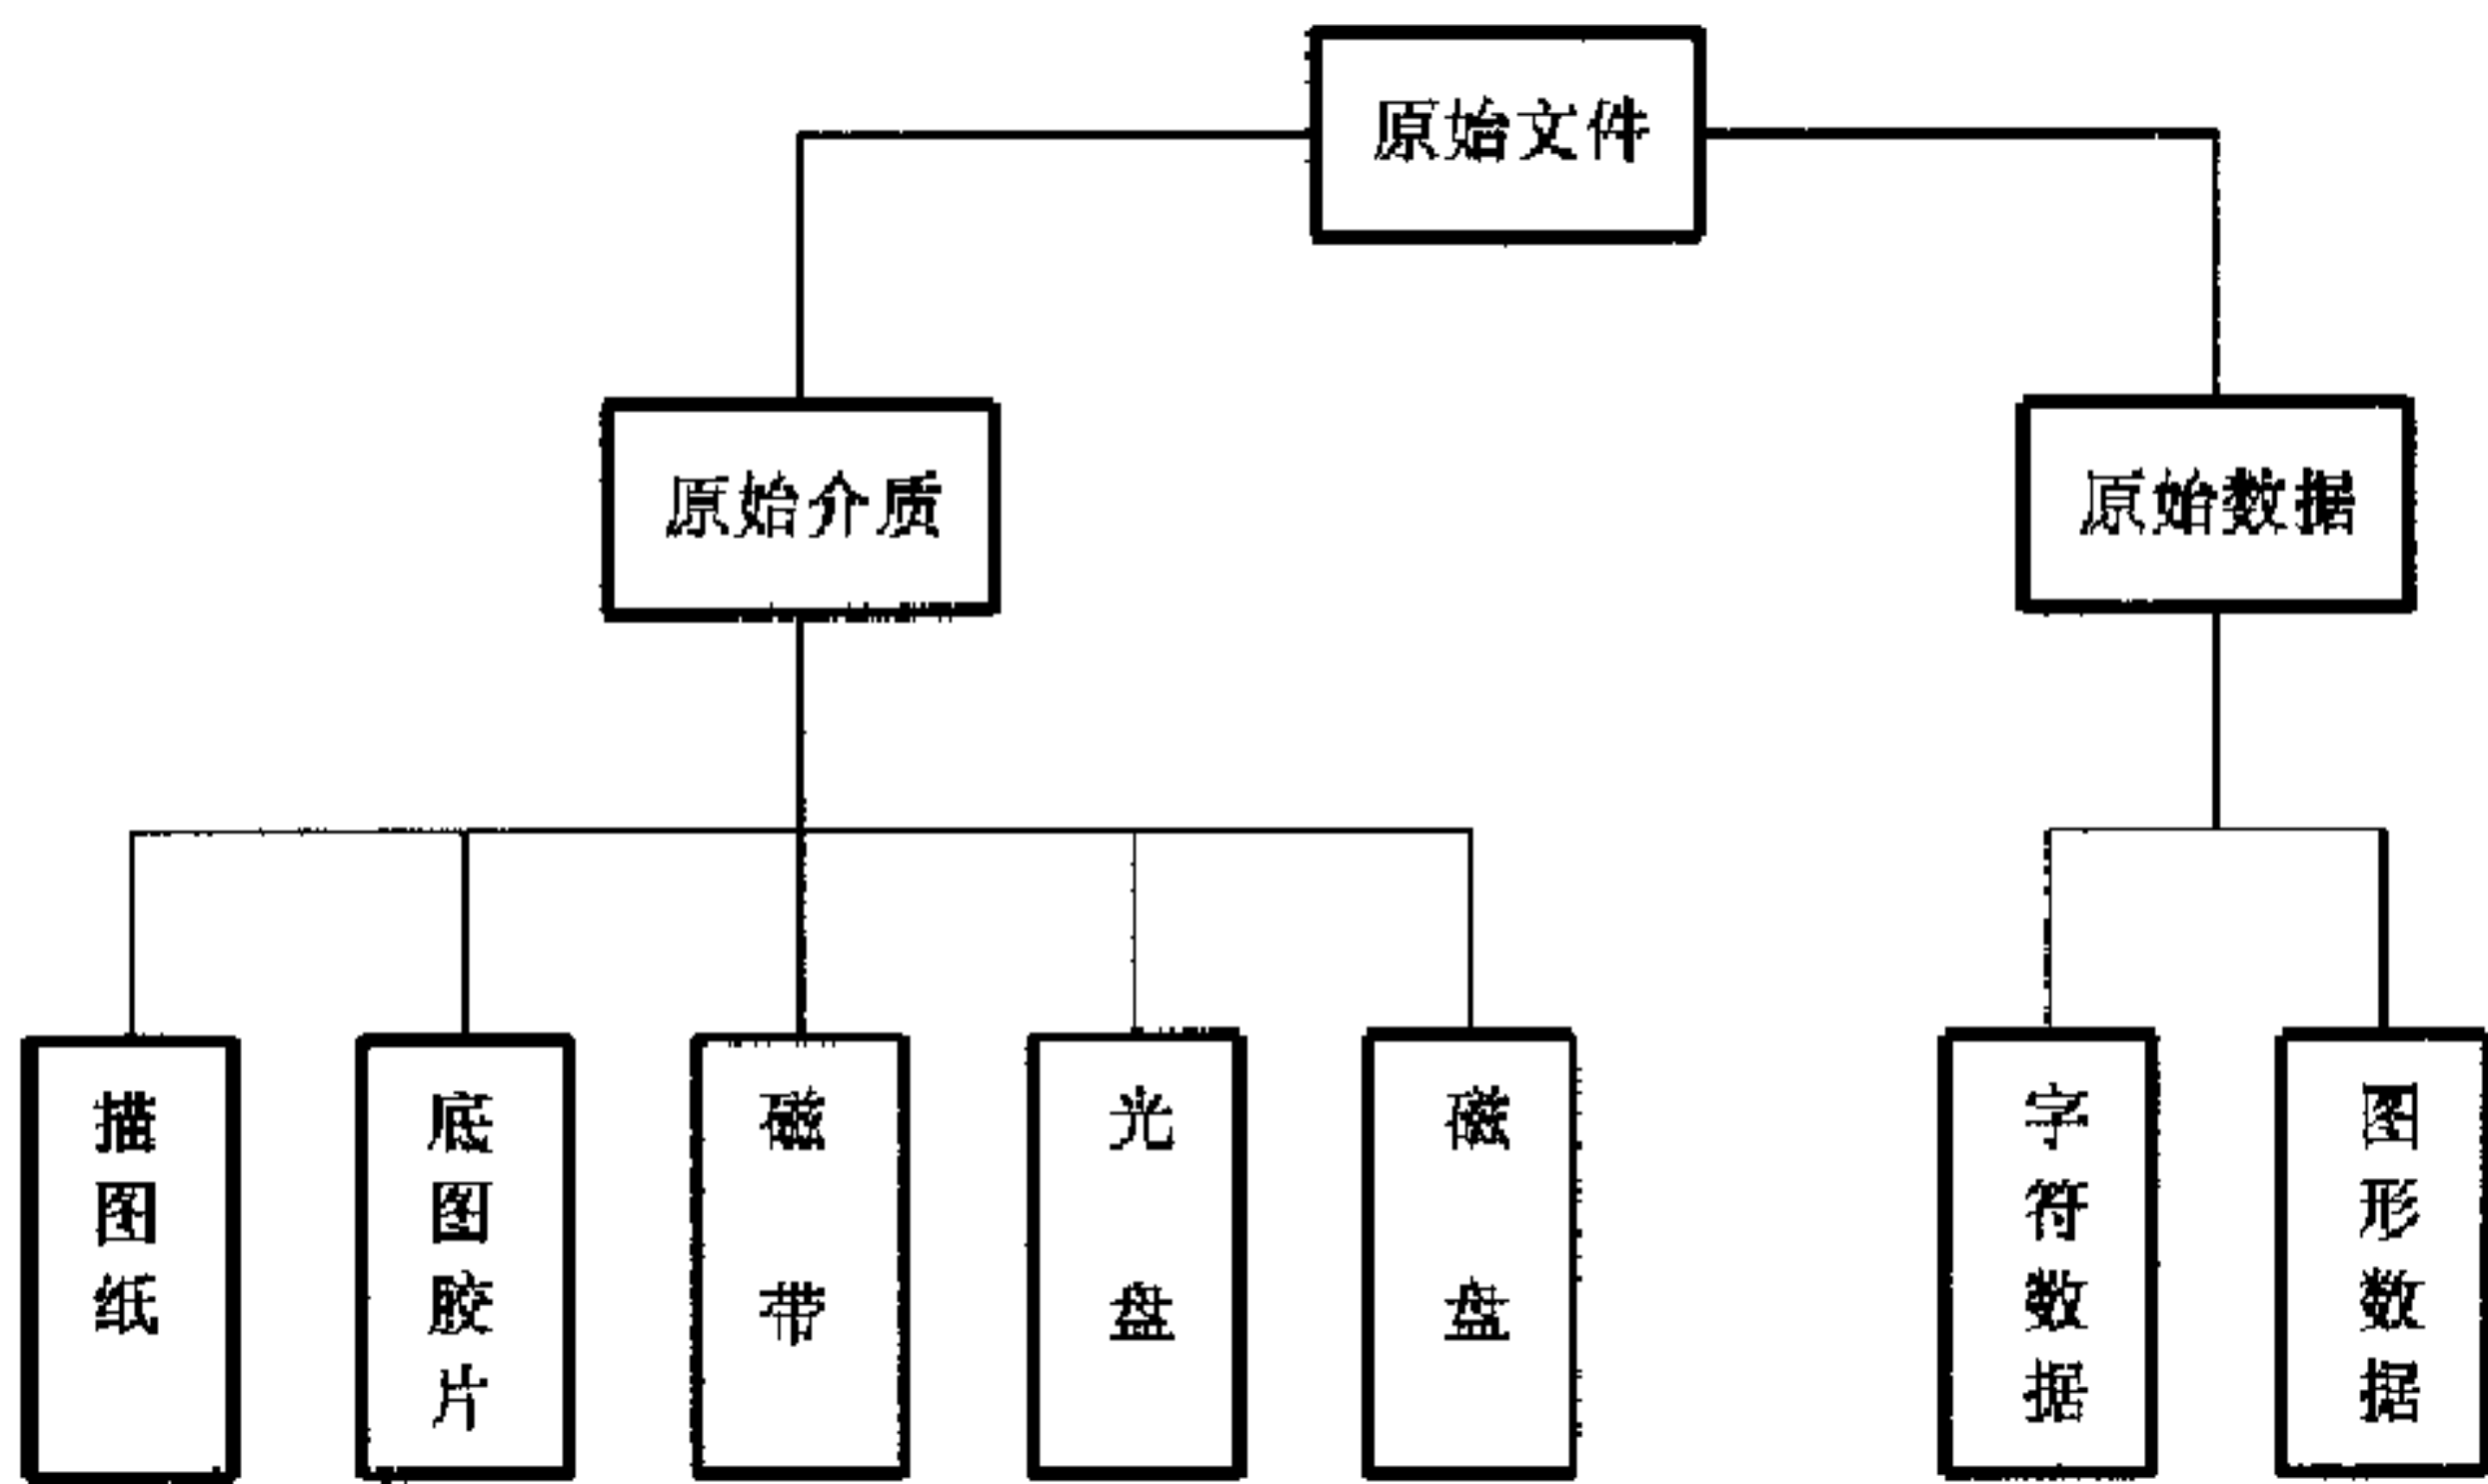 原始文件
原始介质
原始数据
描图纸
底图胶片
磁带
光盘
磁盘
字符数据
图形数据